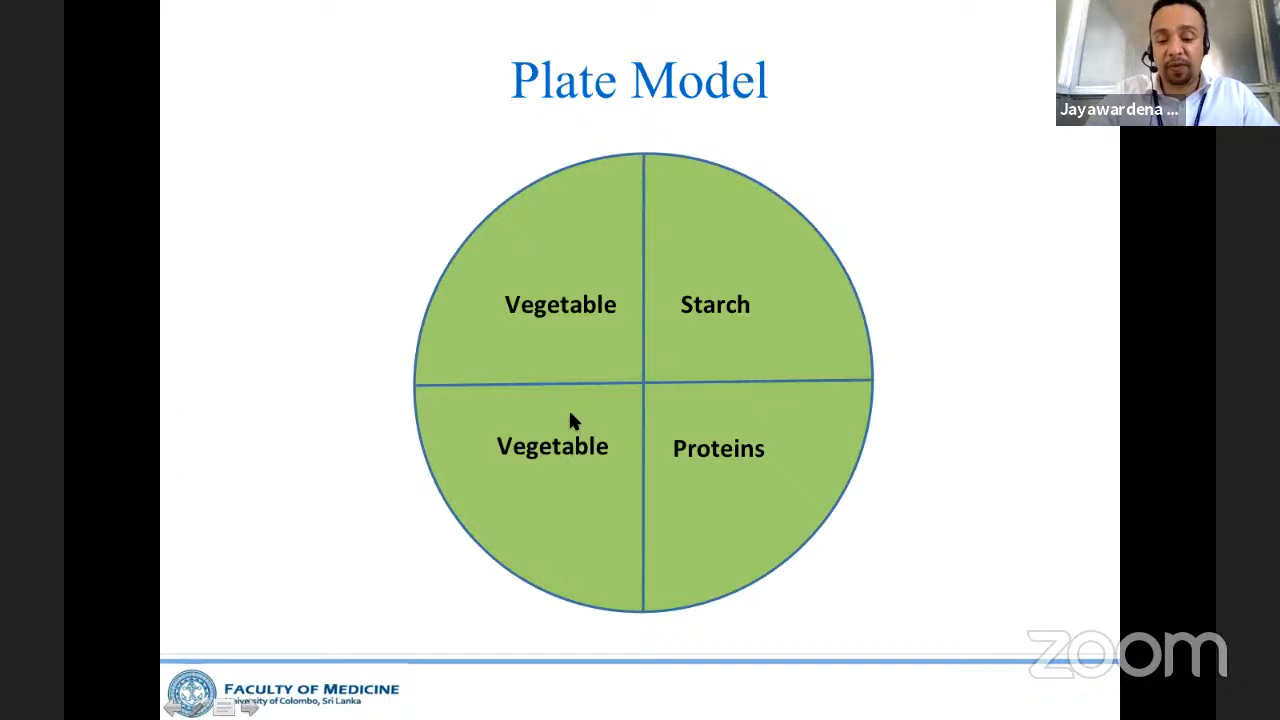 Plate Model
Jayawardena ...
Vegetable
Starch
Vegetable
Proteins
zoom
FACULTY OF MEDICINE
University of Colombo, Sri Lanka